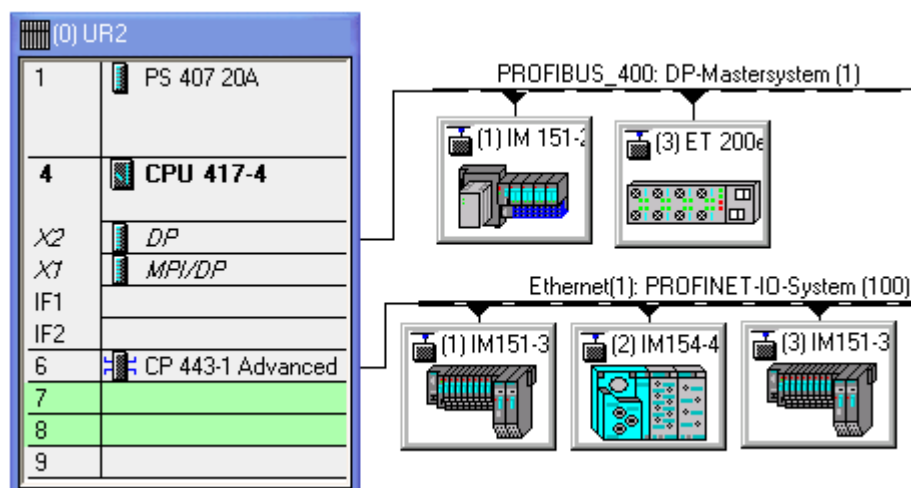 (0) UR2
1 PS 407 20A
4 CPU 417-4
X2 DP
X1 MPI/DP
IF1
IF2
6 CP 443-1 Advanced
7
8
9
PROFIBUS_400: DP-Mastersystem (1)
(1) IM 151-2
(3) ET 200e
Ethernet(1): PROFINET-IO-System (100)
(1) IM151-3
(2) IM154-4
(3) IM151-3